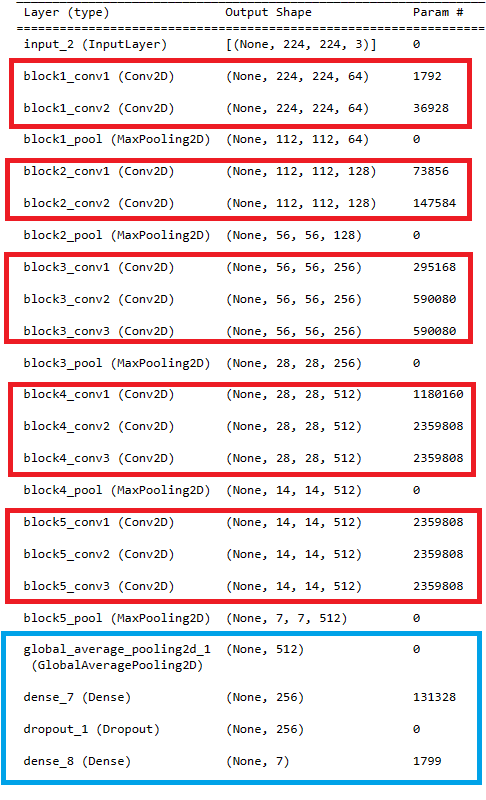 Layer (type) Output Shape Param #
input_2 (InputLayer) [(None, 224, 224, 3)] 0
block1_conv1 (Conv2D) (None, 224, 224, 64) 1792
block1_conv2 (Conv2D) (None, 224, 224, 64) 36928
block1_pool (MaxPooling2D) (None, 112, 112, 64) 0
block2_conv1 (Conv2D) (None, 112, 112, 128) 73856
block2_conv2 (Conv2D) (None, 112, 112, 128) 147584
block2_pool (MaxPooling2D) (None, 56, 56, 128) 0
block3_conv1 (Conv2D) (None, 56, 56, 256) 295168
block3_conv2 (Conv2D) (None, 56, 56, 256) 590080
block3_conv3 (Conv2D) (None, 56, 56, 256) 590080
block3_pool (MaxPooling2D) (None, 28, 28, 256) 0
block4_conv1 (Conv2D) (None, 28, 28, 512) 1180160
block4_conv2 (Conv2D) (None, 28, 28, 512) 2359808
block4_conv3 (Conv2D) (None, 28, 28, 512) 2359808
block4_pool (MaxPooling2D) (None, 14, 14, 512) 0
block5_conv1 (Conv2D) (None, 14, 14, 512) 2359808
block5_conv2 (Conv2D) (None, 14, 14, 512) 2359808
block5_conv3 (Conv2D) (None, 14, 14, 512) 2359808
block5_pool (MaxPooling2D) (None, 7, 7, 512) 0
global_average_pooling2d_1 (None, 512) 0
(GlobalAveragePooling2D)
dense_7 (Dense) (None, 256) 131328
dropout_1 (Dropout) (None, 256) 0
dense_8 (Dense) (None, 7) 1799